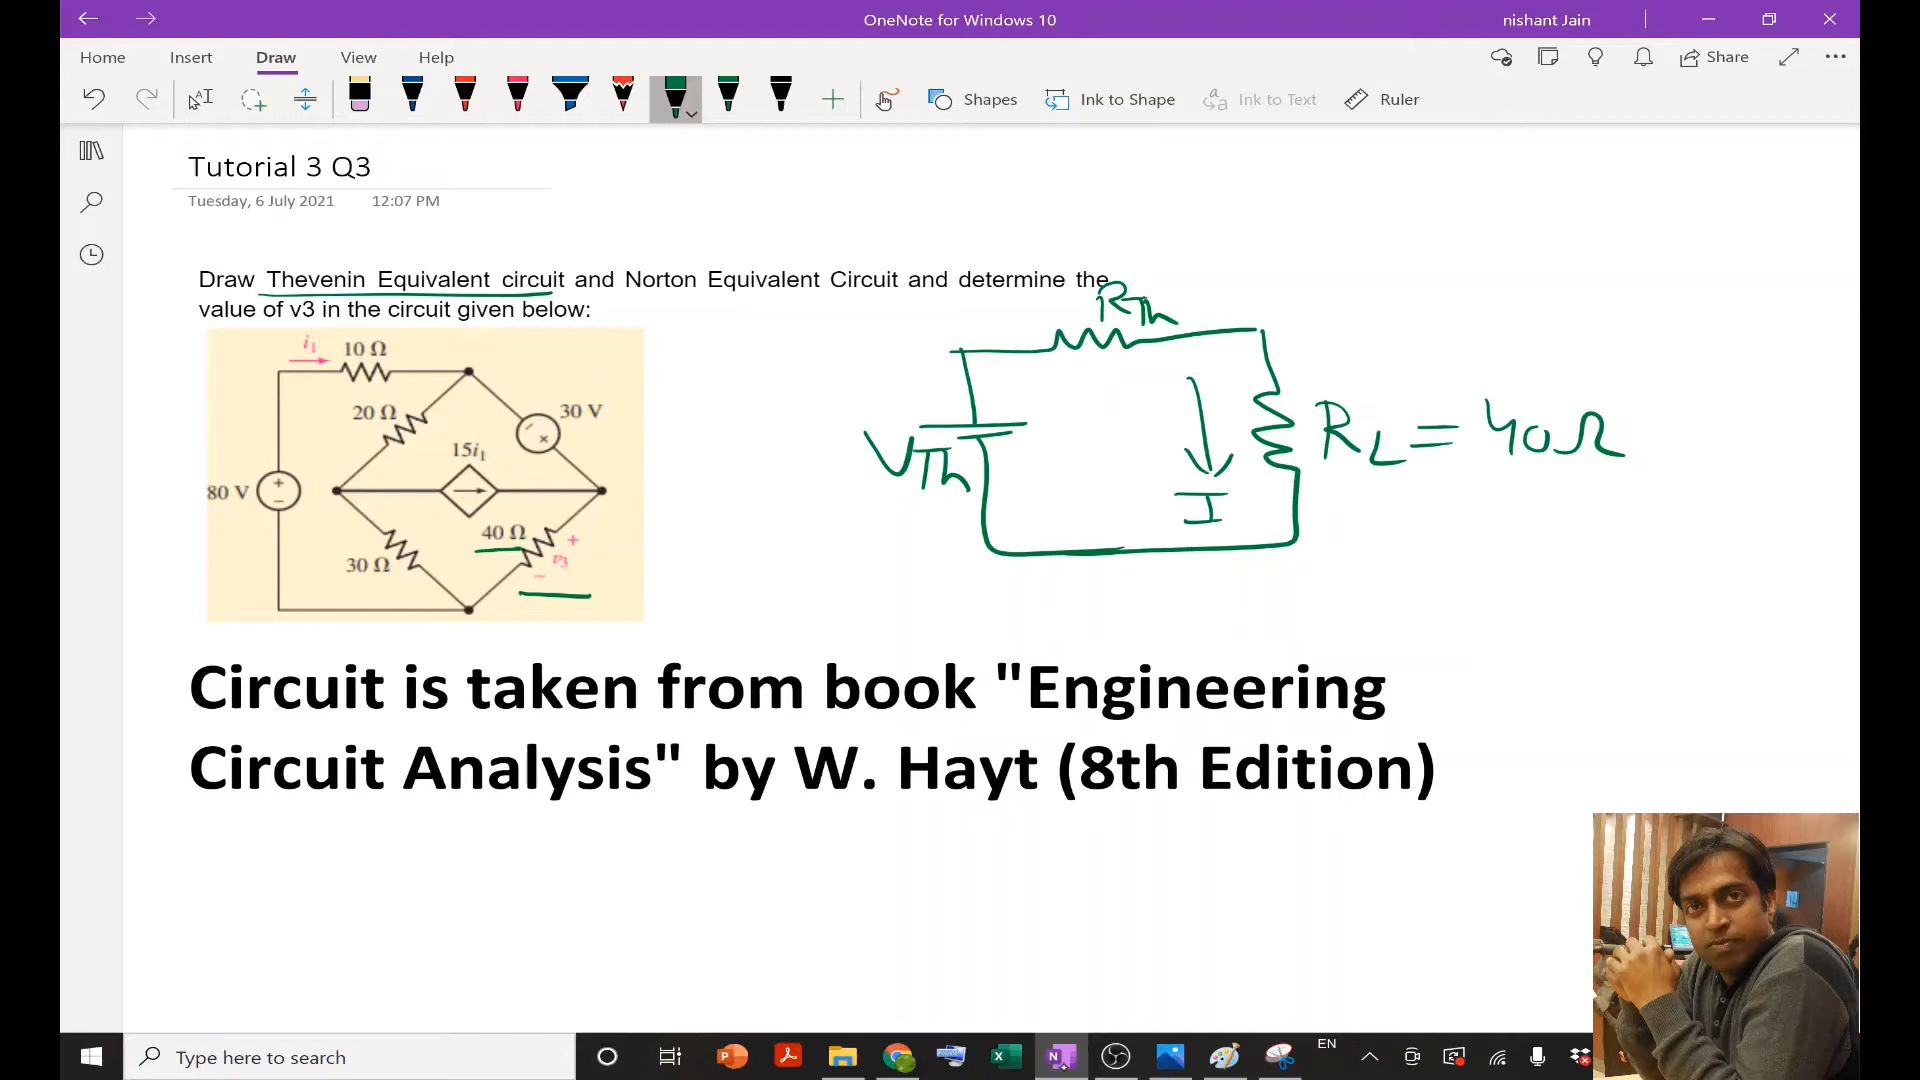 OneNote for Windows 10
nishant Jain
Home Insert Draw View Help
Share
Shapes Ink to Shape Ink to Text Ruler
Tutorial 3 Q3
Tuesday, 6 July 2021 12:07 PM
Draw Thevenin Equivalent circuit and Norton Equivalent Circuit and determine the
value of v3 in the circuit given below:
i1
10 Ω
20 Ω
30 V
15i1
80 V
40 Ω
30 Ω
v3
RTh
VTh
I
RL = 40Ω
Circuit is taken from book "Engineering
Circuit Analysis" by W. Hayt (8th Edition)
Type here to search
EN